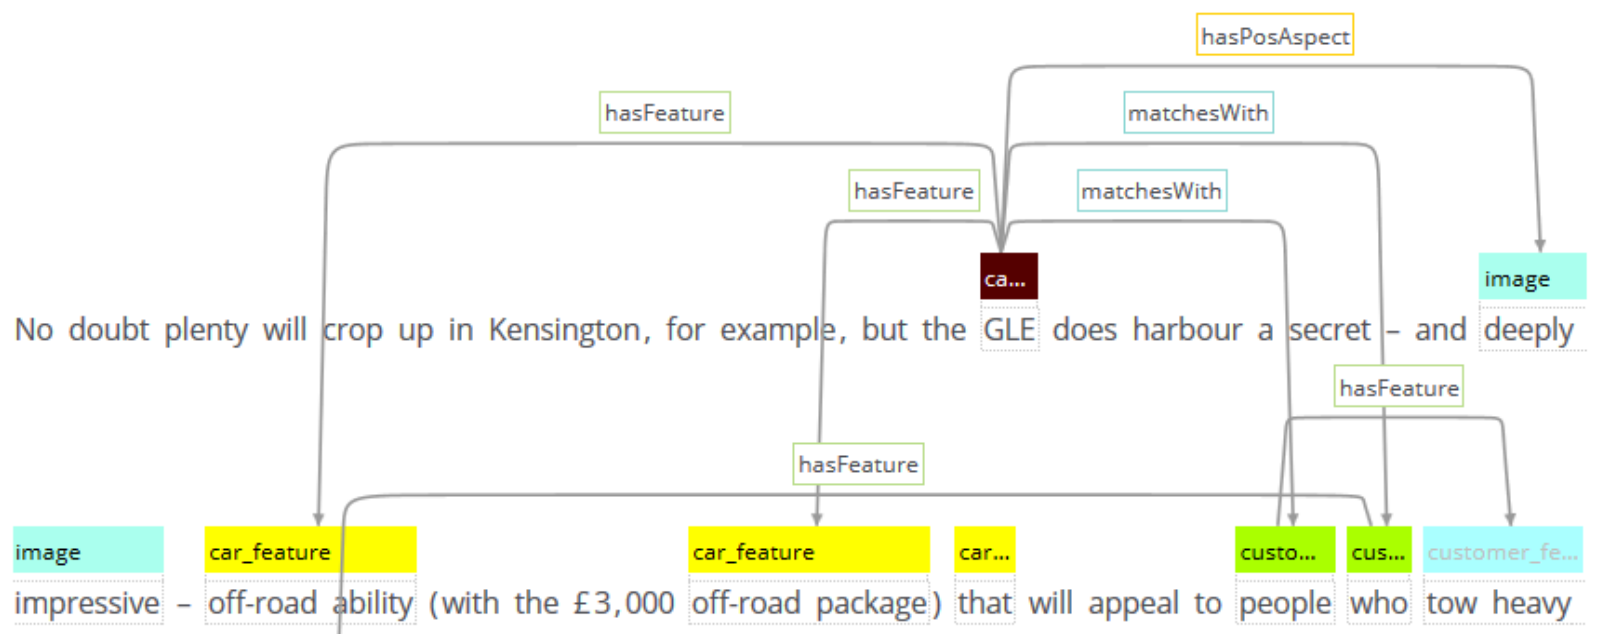 hasPosAspect
hasFeature matchesWith
hasFeature matchesWith
ca... image
No doubt plenty will crop up in Kensington, for example, but the GLE does harbour a secret – and deeply
hasFeature
hasFeature
image car_feature car_feature car... custo... cus... customer_fe...
impressive – off-road ability (with the £3,000 off-road package) that will appeal to people who tow heavy